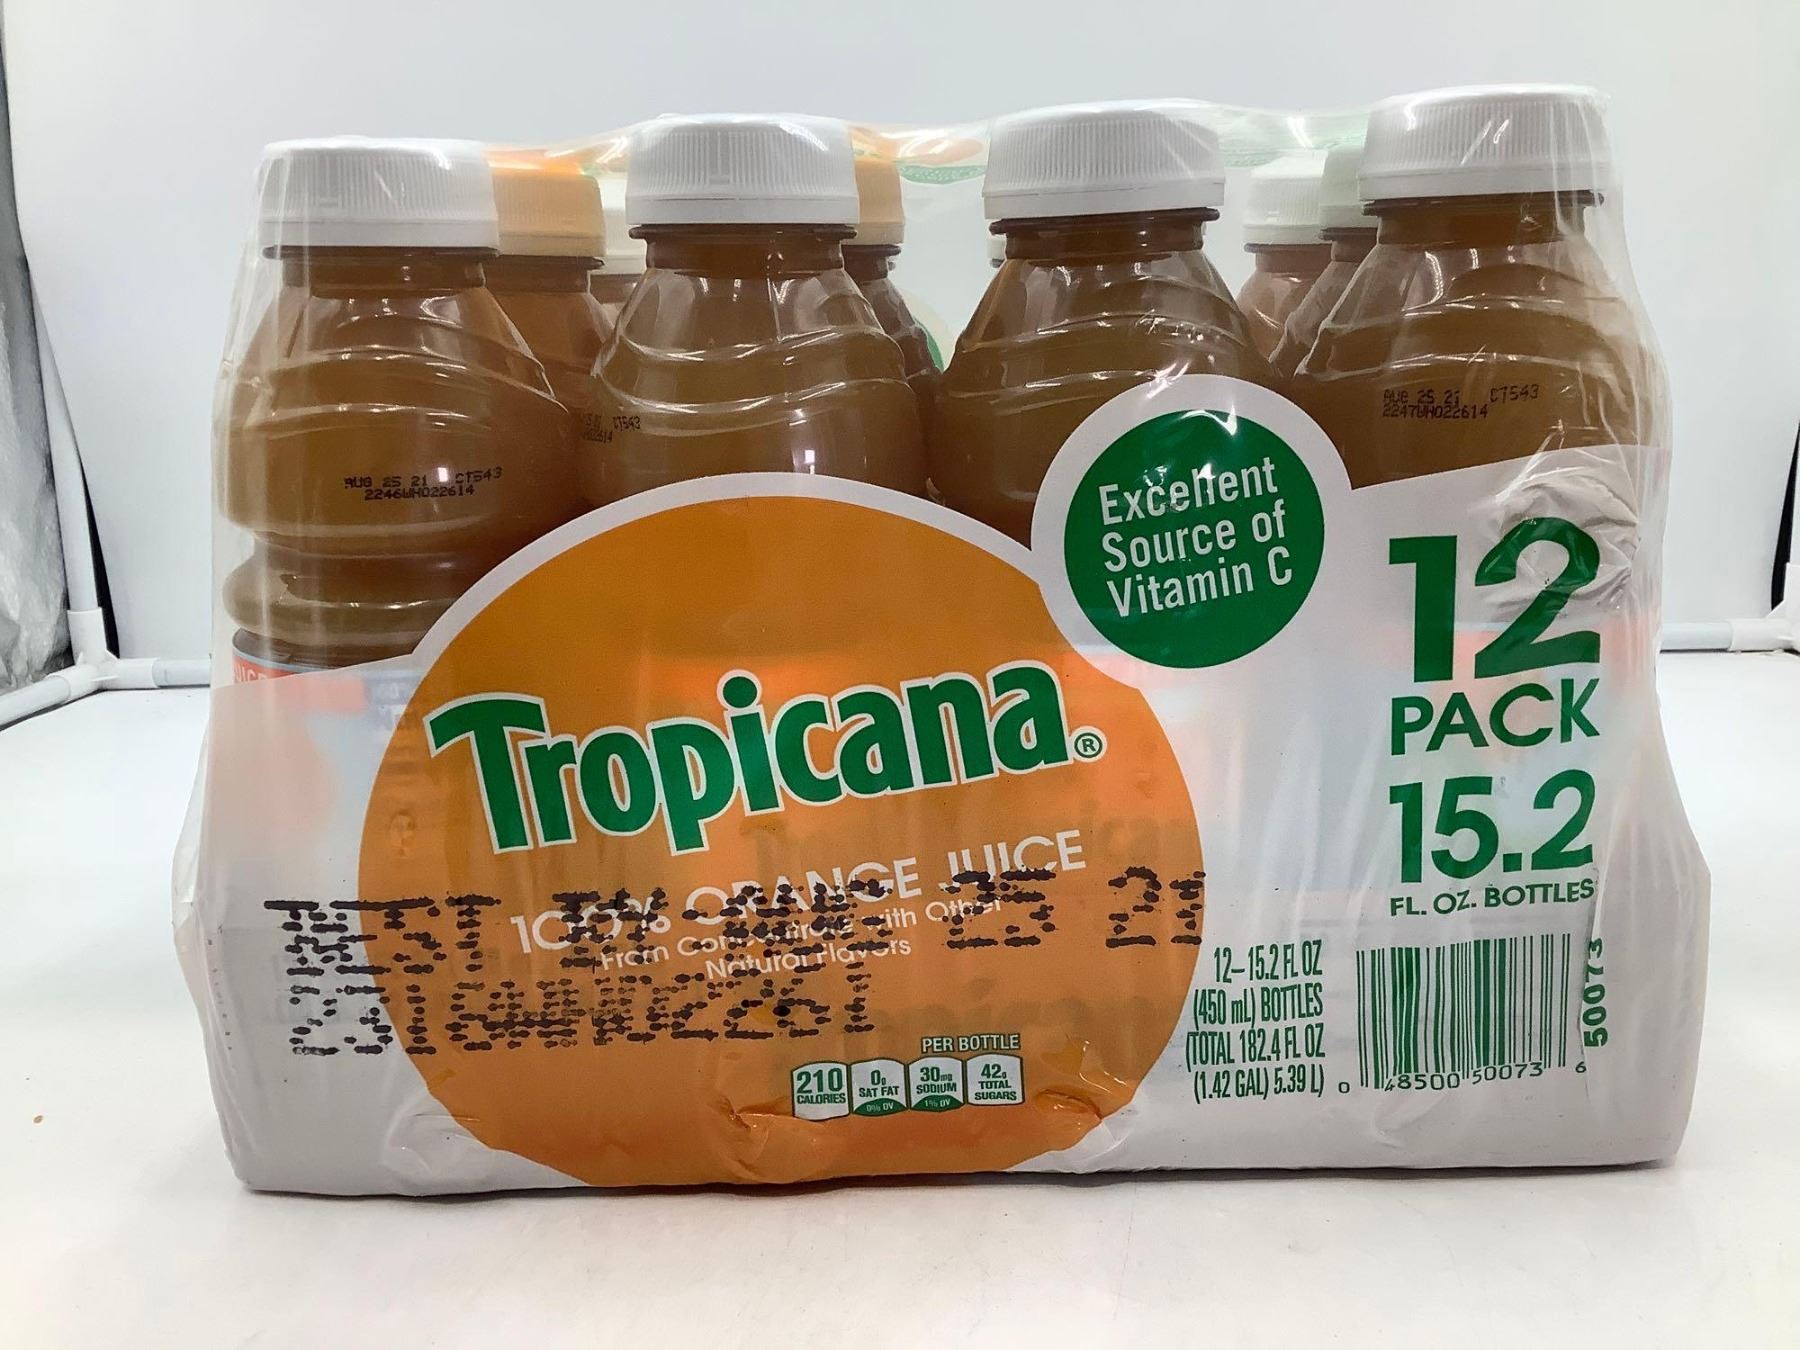 AUG 25 21 CT543
2246WH022614
CT543
AUG 25 21 CT543
2247WH022614
Excellent
Source of
Vitamin C
12
PACK
15.2
FL. OZ. BOTTLES
Tropicana®
100% ORANGE JUICE
From Concentrate with Other
Natural Flavors
BEST BY AUG 25 21
PER BOTTLE
210 CALORIES
0g SAT FAT 0% DV
30mg SODIUM 1% DV
42g TOTAL SUGARS
12–15.2 FL OZ
(450 mL) BOTTLES
(TOTAL 182.4 FL OZ
(1.42 GAL) 5.39 L)
0 48500 50073 6
50073